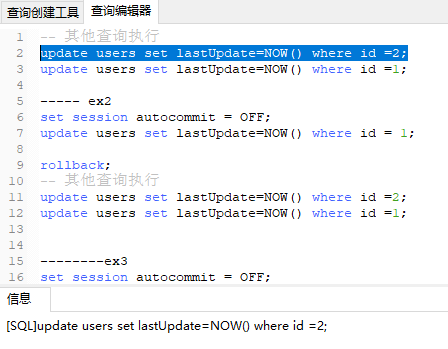 查询创建工具 查询编辑器
1 -- 其他查询执行
2 update users set lastUpdate=NOW() where id =2;
3 update users set lastUpdate=NOW() where id =1;
4
5 ----- ex2
6 set session autocommit = OFF;
7 update users set lastUpdate=NOW() where id = 1;
8
9 rollback;
10 -- 其他查询执行
11 update users set lastUpdate=NOW() where id =2;
12 update users set lastUpdate=NOW() where id =1;
13
14
15 --------ex3
16 set session autocommit = OFF;
信息
[SQL]update users set lastUpdate=NOW() where id =2;